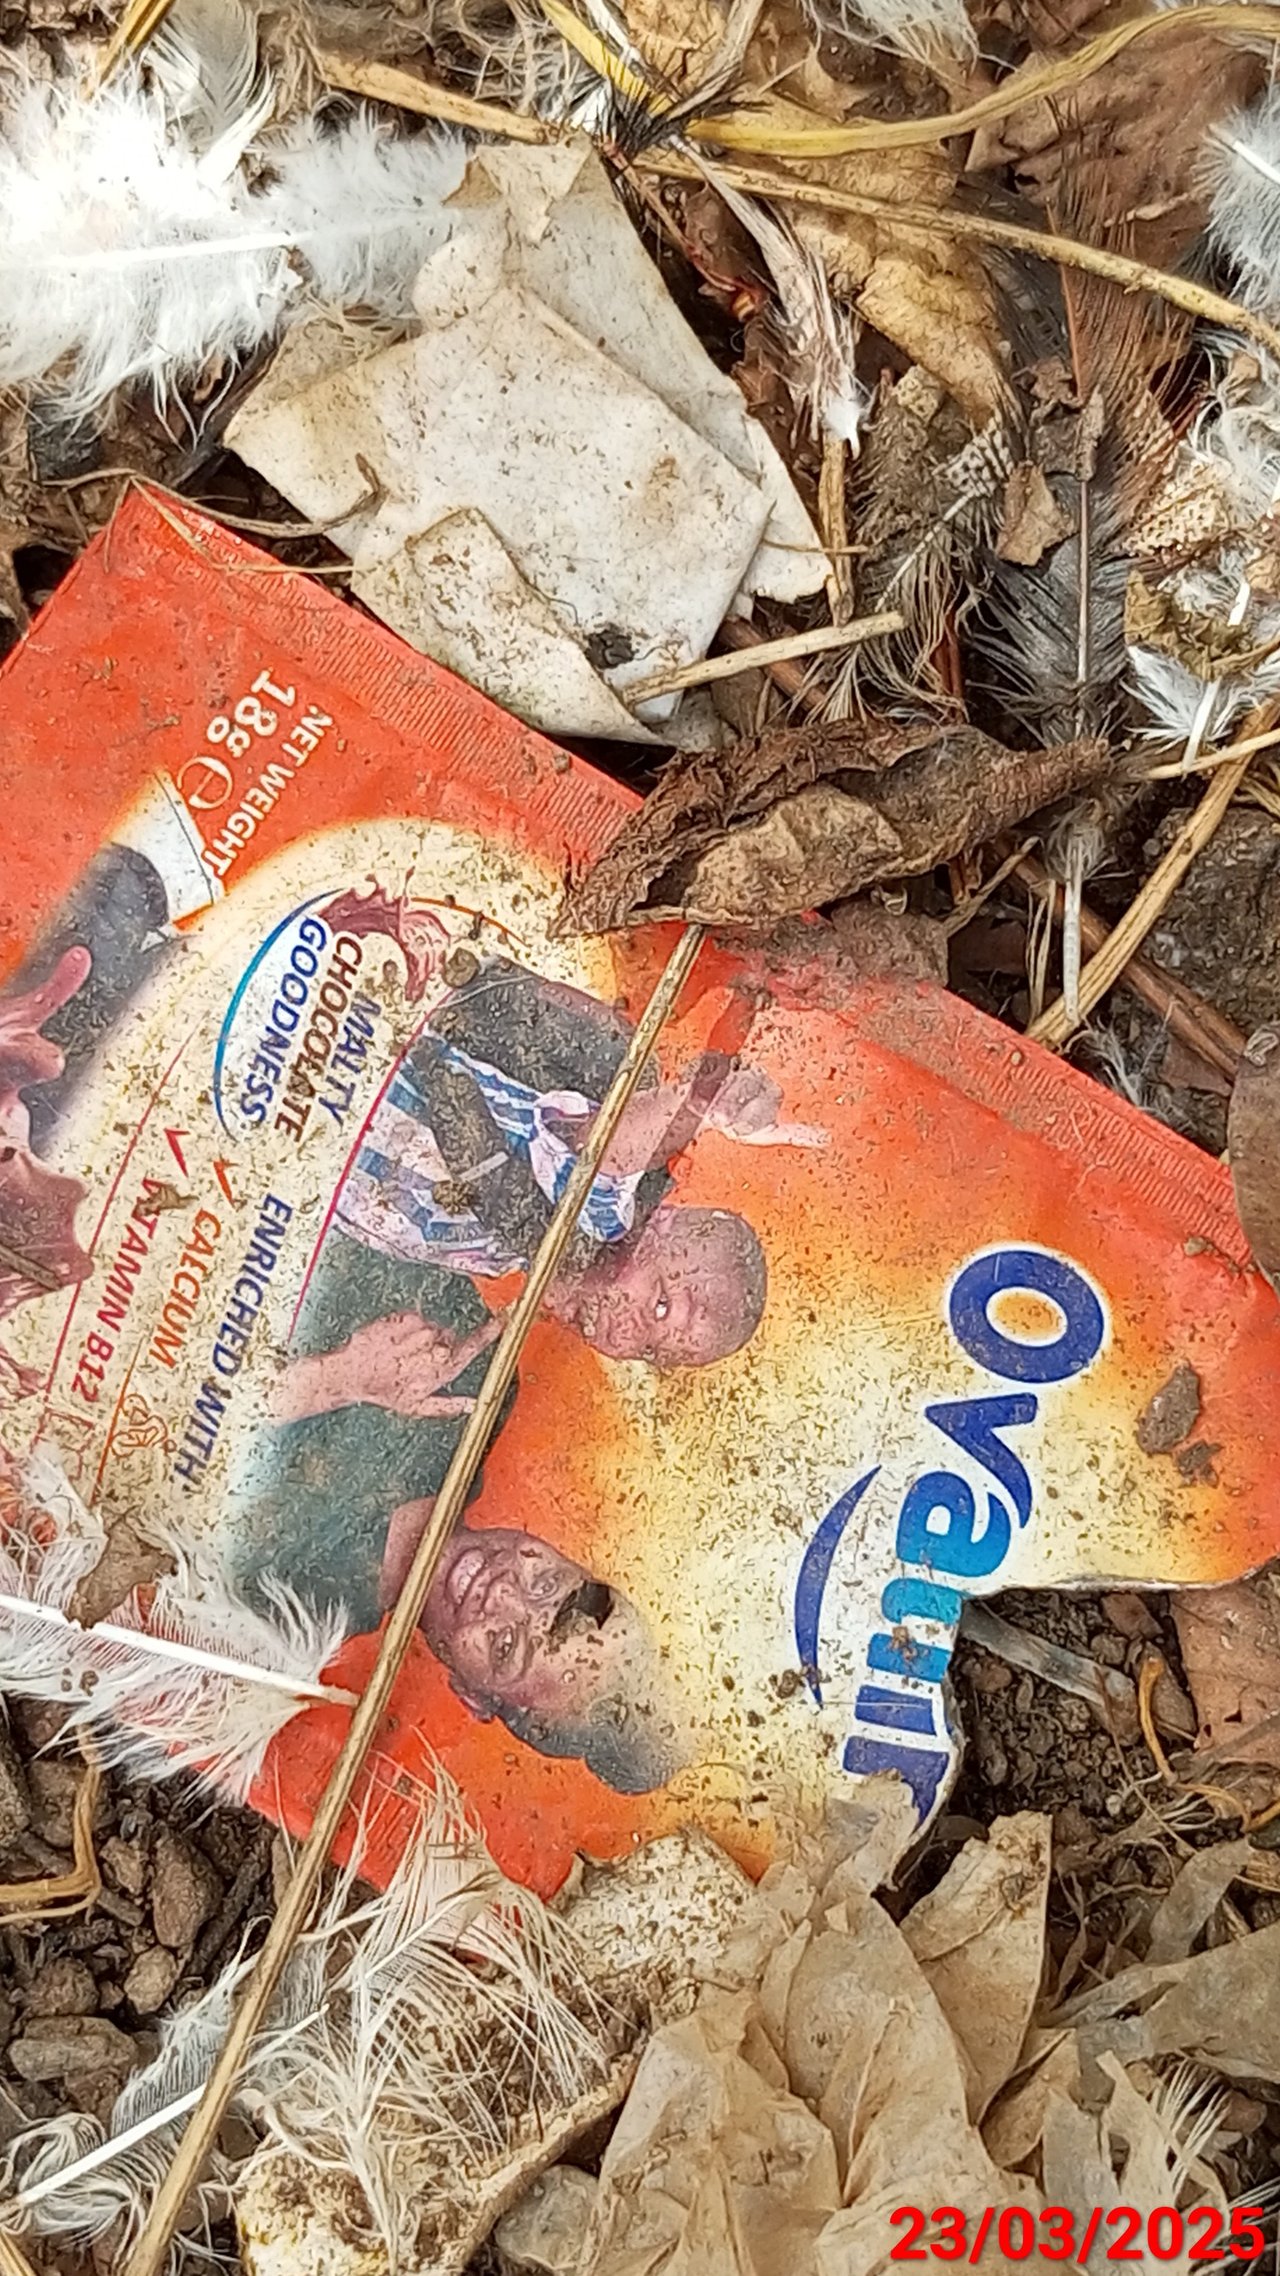 Ovaltine
MALTY
CHOCOLATE
GOODNESS
ENRICHED WITH
CALCIUM
VITAMIN B12
NET WEIGHT
18g e
23/03/2025